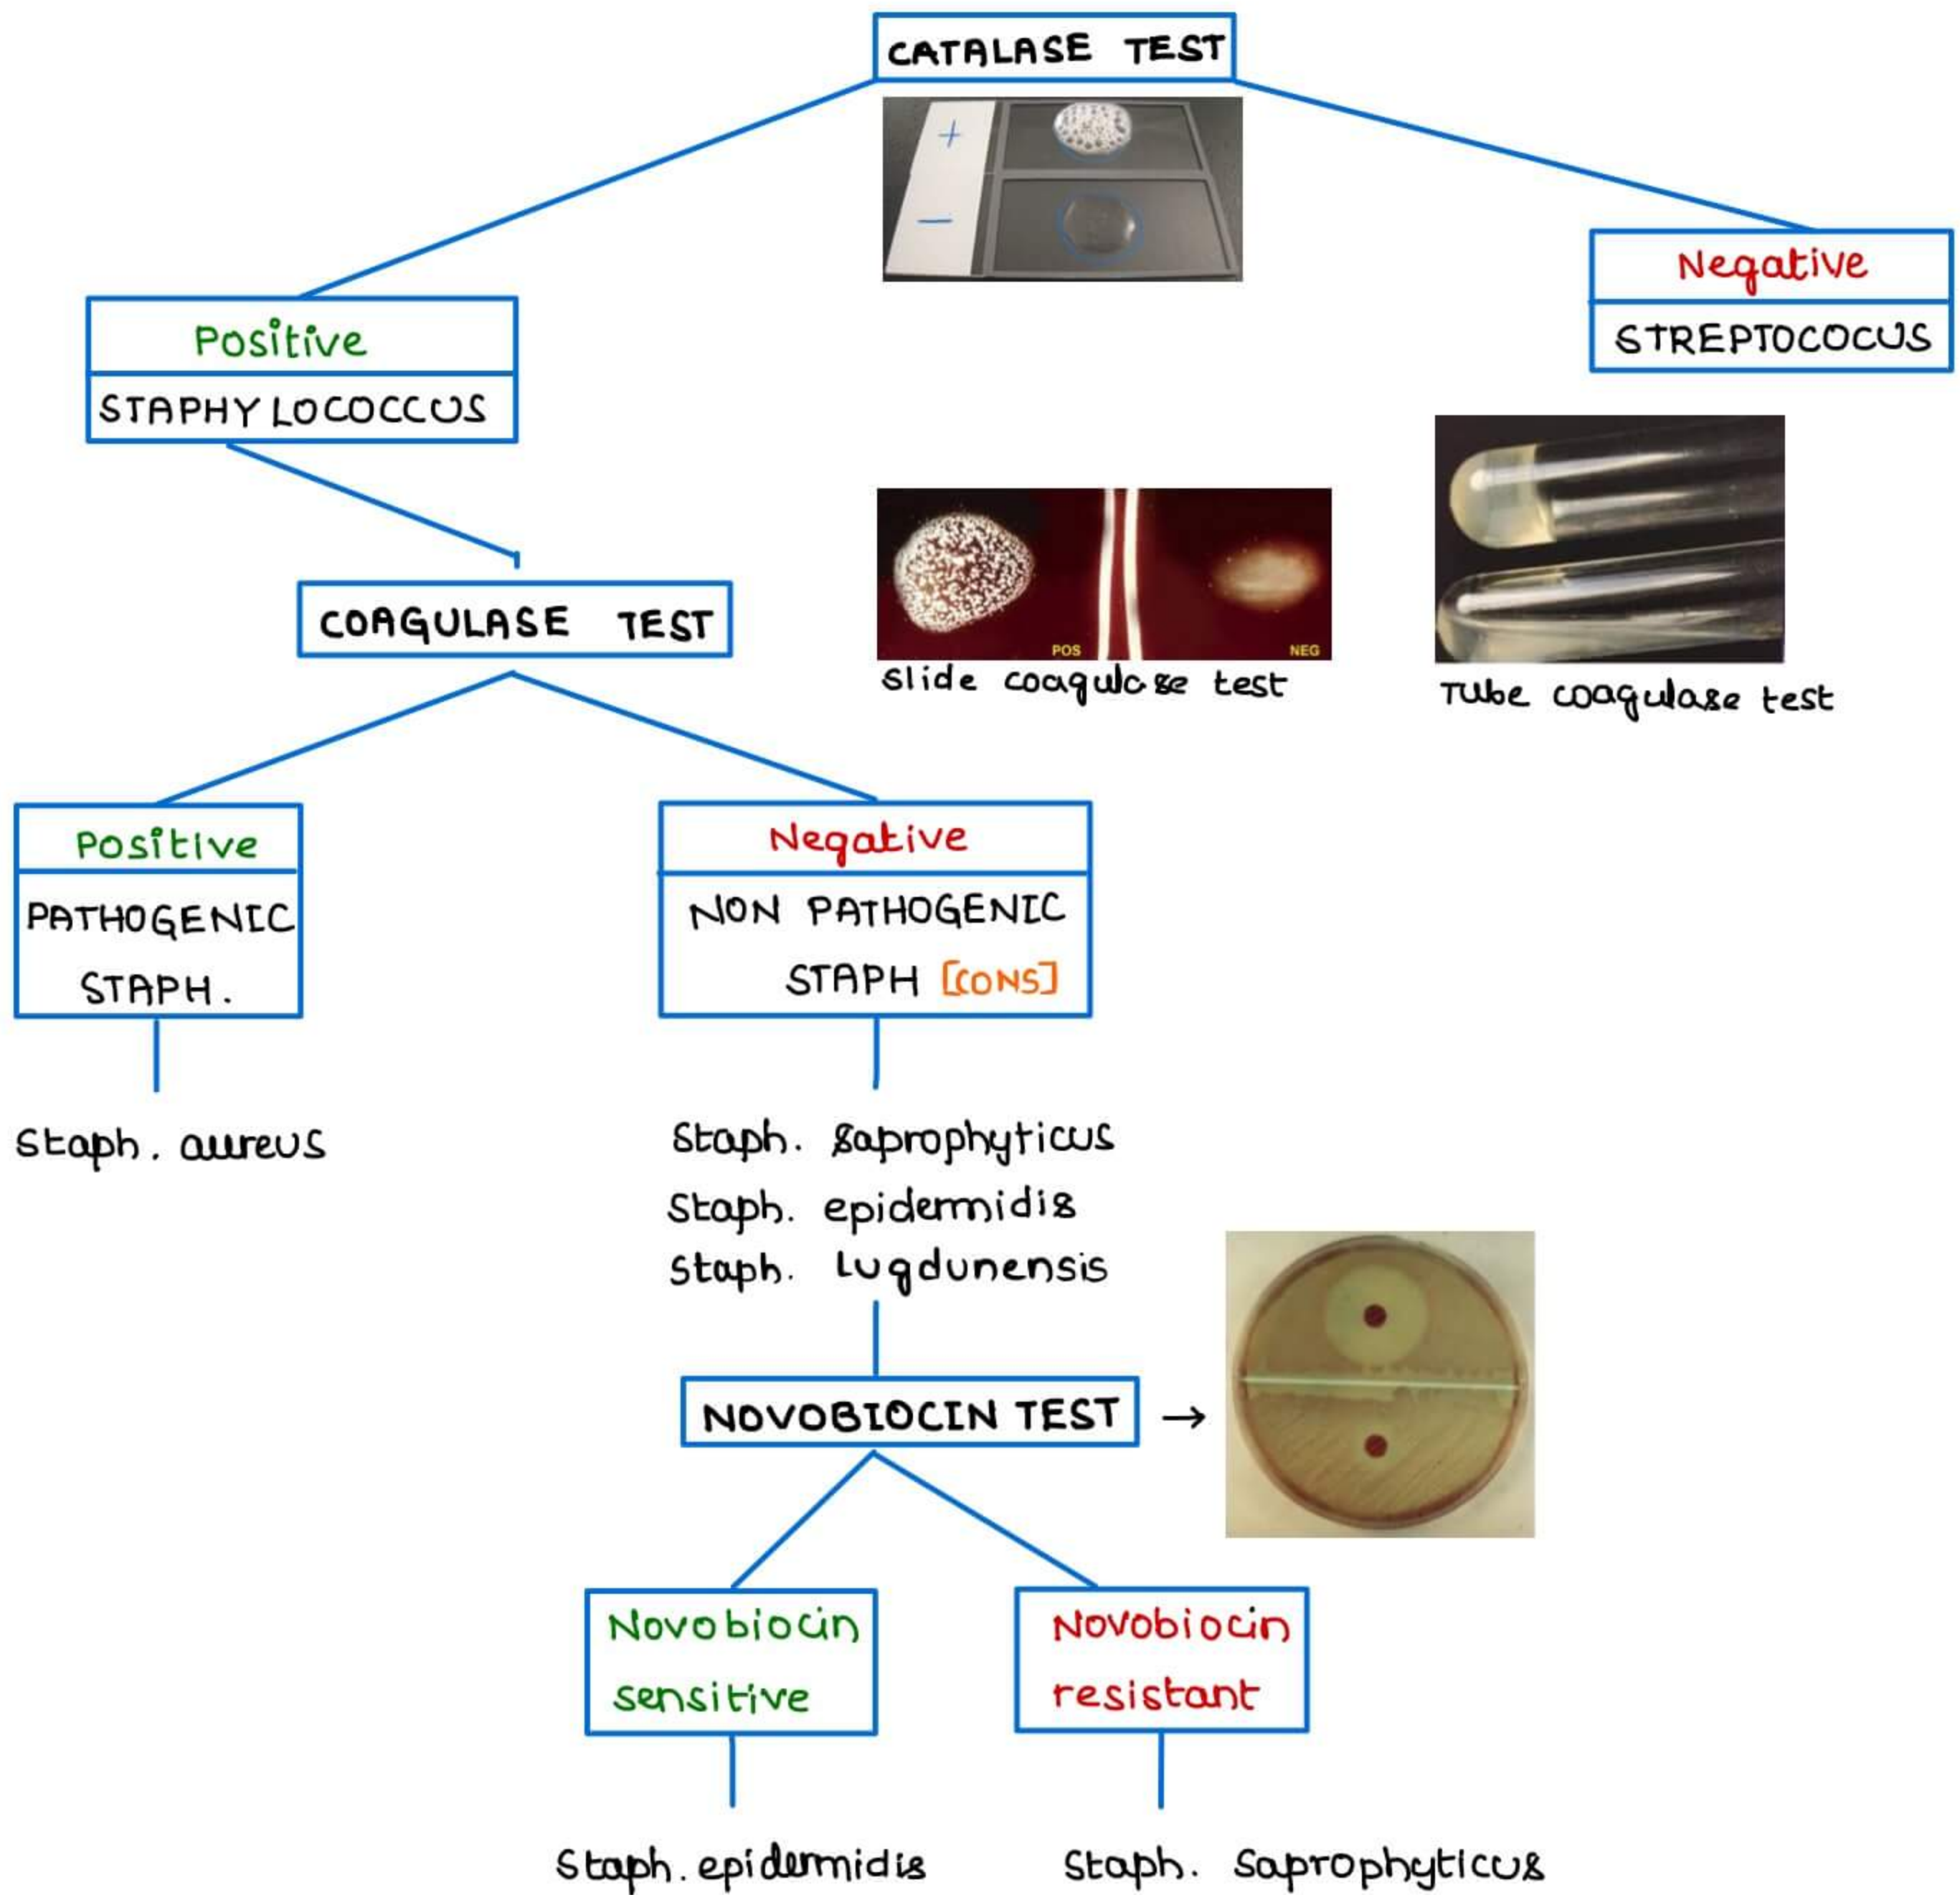 CATALASE TEST
+
−
Negative
STREPTOCOCUS
Positive
STAPHYLOCOCCUS
COAGULASE TEST
POS
NEG
Slide coagulase test
Tube coagulase test
Positive
PATHOGENIC
STAPH.
Negative
NON PATHOGENIC
STAPH [CONS]
Staph. aureus
Staph. saprophyticus
Staph. epidermidis
Staph. Lugdunensis
NOVOBIOCIN TEST →
Novobiocin
sensitive
Novobiocin
resistant
Staph. epidermidis
Staph. Saprophyticus